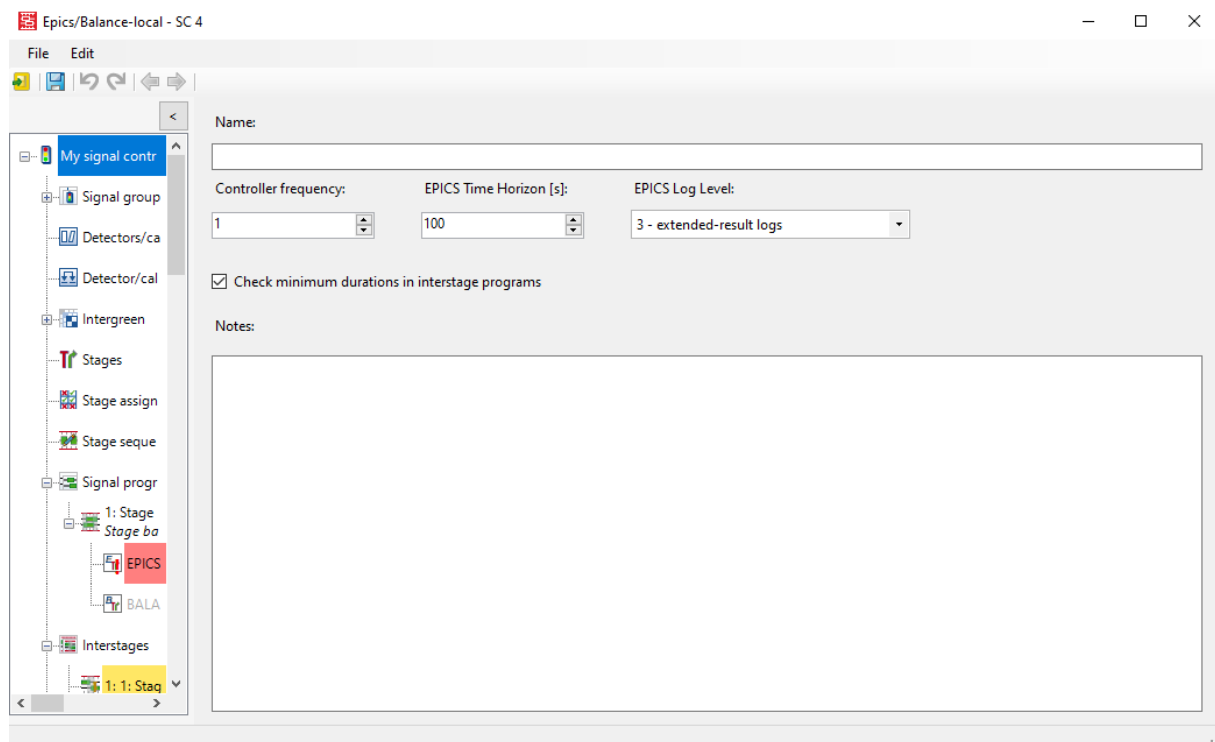 Epics/Balance-local - SC 4
File Edit
<
Name:
My signal contr
Controller frequency: EPICS Time Horizon [s]: EPICS Log Level:
Signal group
1 100 3 - extended-result logs
Detectors/ca
Detector/cal
Check minimum durations in interstage programs
Intergreen
Notes:
Stages
Stage assign
Stage seque
Signal progr
1: Stage
Stage ba
EPICS
BALA
Interstages
1: 1: Stag